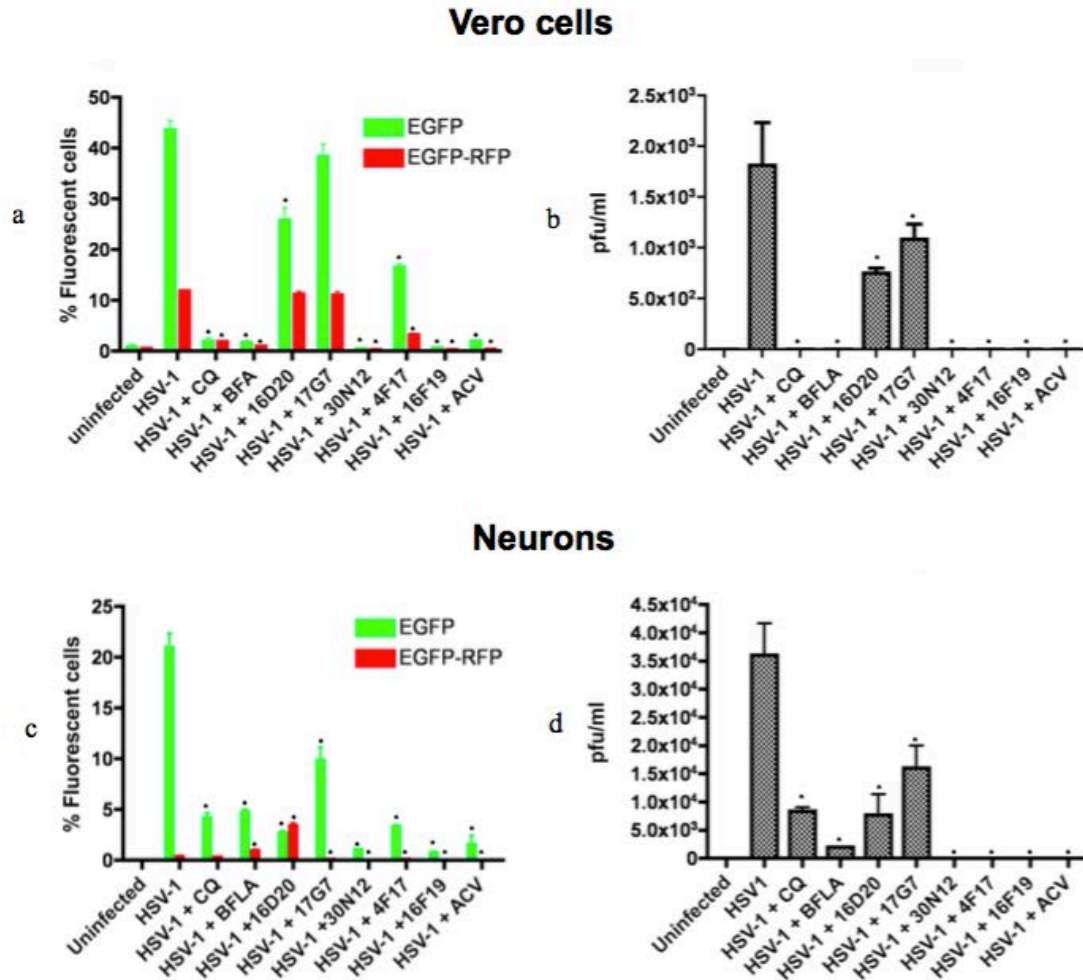 Vero cells
a
% Fluorescent cells
50
40
30
20
10
0
EGFP
EGFP-RFP
uninfected
HSV-1
HSV-1 + CQ
HSV-1 + BFA
HSV-1 + 16D20
HSV-1 + 17G7
HSV-1 + 30N12
HSV-1 + 4F17
HSV-1 + 16F19
HSV-1 + ACV
b
pfu/ml
2.5x10³
2.0x10³
1.5x10³
1.0x10³
5.0x10²
0
Uninfected
HSV-1
HSV-1 + CQ
HSV-1 + BFLA
HSV-1 + 16D20
HSV-1 + 17G7
HSV-1 + 30N12
HSV-1 + 4F17
HSV-1 + 16F19
HSV-1 + ACV
Neurons
c
% Fluorescent cells
25
20
15
10
5
0
EGFP
EGFP-RFP
Uninfected
HSV-1
HSV-1 + CQ
HSV-1 + BFLA
HSV-1 +16D20
HSV-1 + 17G7
HSV-1 +30N12
HSV-1 + 4F17
HSV-1 +16F19
HSV-1 + ACV
d
pfu/ml
4.5x10⁴
4.0x10⁴
3.5x10⁴
3.0x10⁴
2.5x10⁴
2.0x10⁴
1.5x10⁴
1.0x10⁴
5.0x10³
0
Uninfected
HSV1
HSV-1 + CQ
HSV-1 + BFLA
HSV-1 + 16D20
HSV-1 + 17G7
HSV-1 + 30N12
HSV-1 + 4F17
HSV-1 + 16F19
HSV-1 + ACV